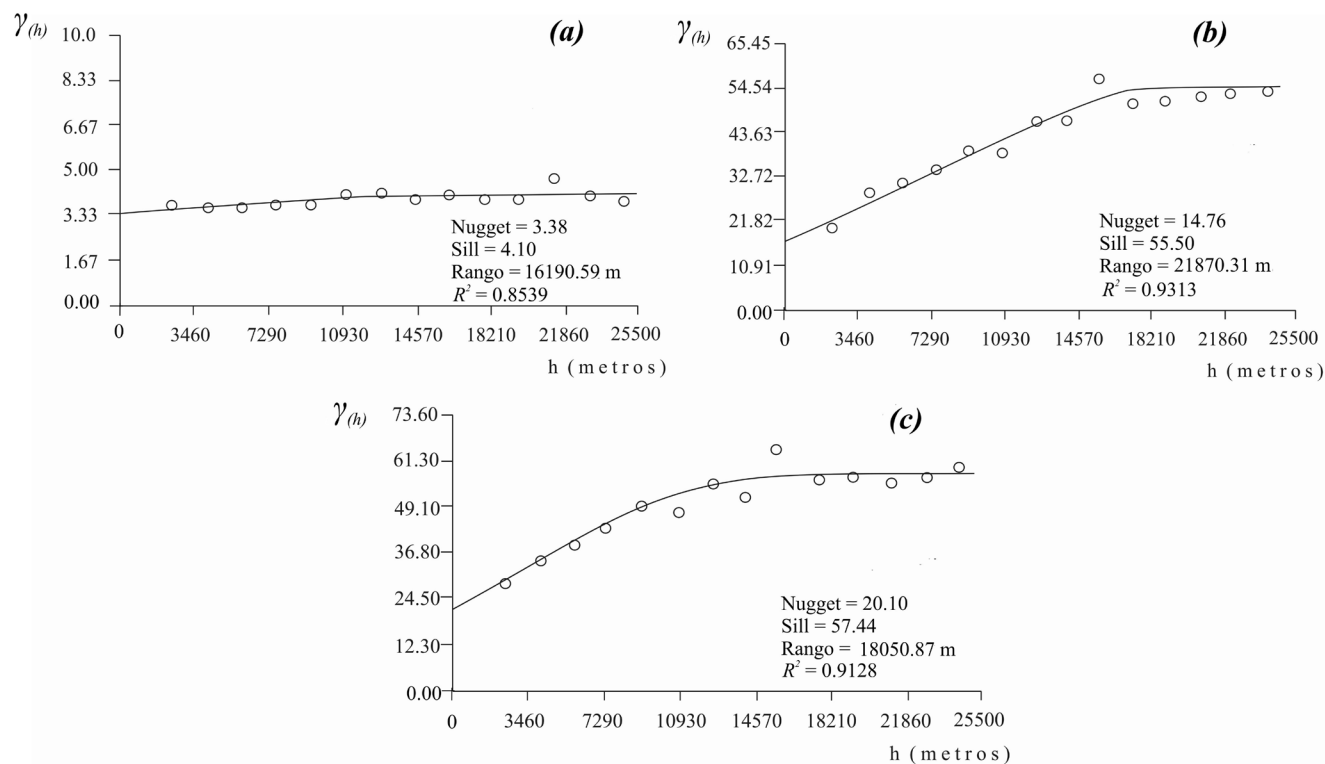 γ(h)
(a)
10.0
8.33
6.67
5.00
3.33
1.67
0.00
Nugget = 3.38
Sill = 4.10
Rango = 16190.59 m
R² = 0.8539
0 3460 7290 10930 14570 18210 21860 25500
h (metros)
γ(h)
(b)
65.45
54.54
43.63
32.72
21.82
10.91
0.00
Nugget = 14.76
Sill = 55.50
Rango = 21870.31 m
R² = 0.9313
0 3460 7290 10930 14570 18210 21860 25500
h (metros)
γ(h)
(c)
73.60
61.30
49.10
36.80
24.50
12.30
0.00
Nugget = 20.10
Sill = 57.44
Rango = 18050.87 m
R² = 0.9128
0 3460 7290 10930 14570 18210 21860 25500
h (metros)